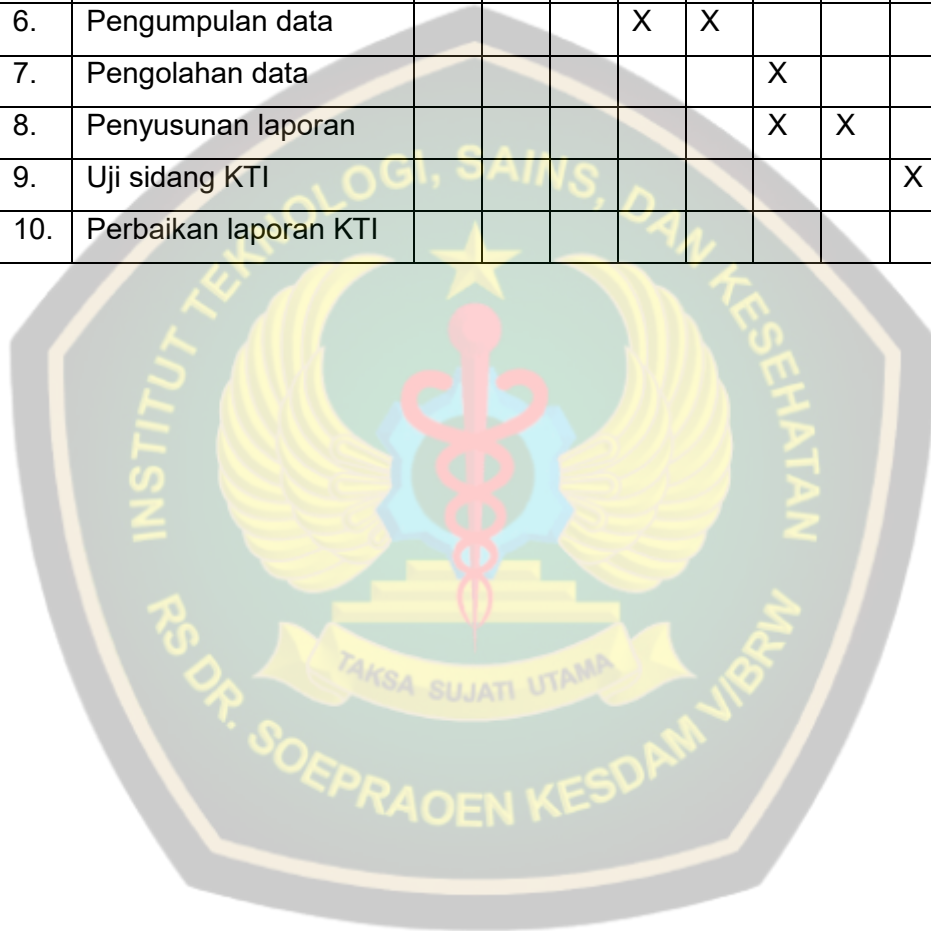 6. Pengumpulan data X X
7. Pengolahan data X
8. Penyusunan laporan X X
9. Uji sidang KTI X
10. Perbaikan laporan KTI
INSTITUT TEKNOLOGI, SAINS, DAN KESEHATAN
TAKSA SUJATI UTAMA
RS DR. SOEPRAOEN KESDAM V/BRW